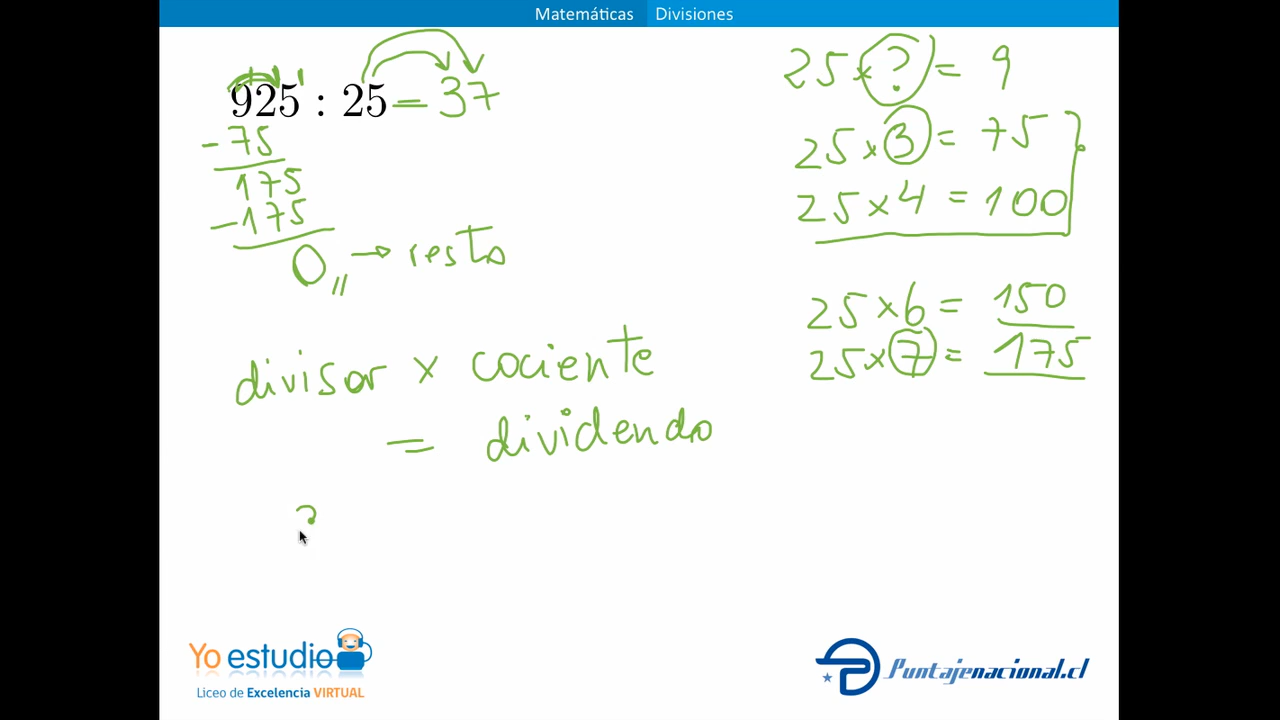 Matemáticas Divisiones
925 : 25 = 37
- 75
175
- 175
0 → resto
divisor × cociente
= dividendo
25 × ? = 9
25 × 3 = 75
25 × 4 = 100
25 × 6 = 150
25 × 7 = 175
Yo estudio
Liceo de Excelencia VIRTUAL
Puntajenacional.cl